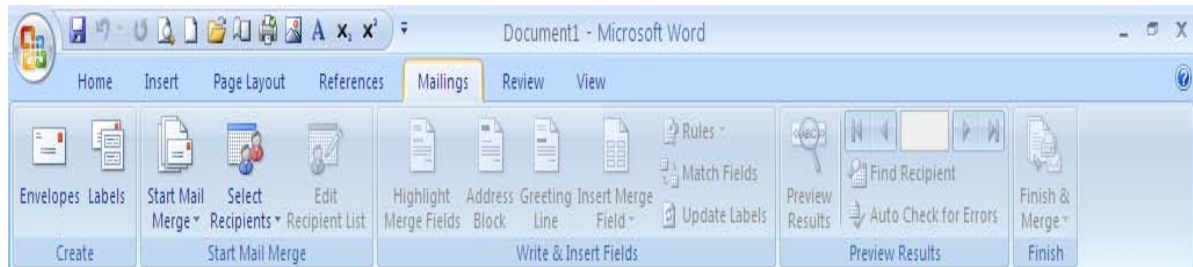 Document1 - Microsoft Word
Home Insert Page Layout References Mailings Review View
Envelopes
Labels
Start Mail
Merge
Select
Recipients
Edit
Recipient List
Highlight
Merge Fields
Address
Block
Greeting
Line
Insert Merge
Field
Rules
Match Fields
Update Labels
ABC
Preview
Results
Find Recipient
Auto Check for Errors
Finish &
Merge
Create
Start Mail Merge
Write & Insert Fields
Preview Results
Finish